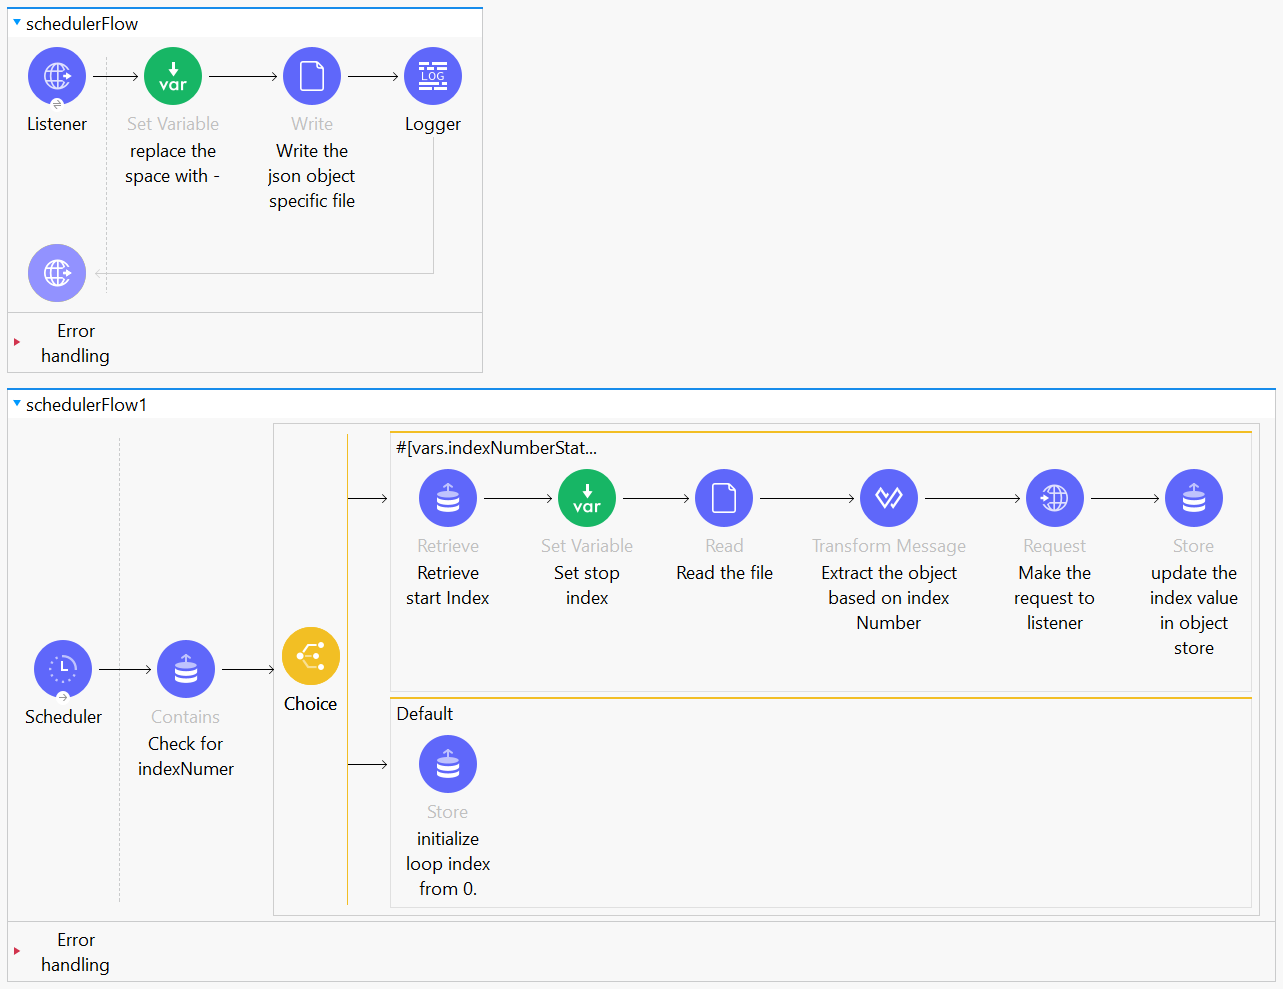 schedulerFlow
var
LOG
Listener
Set Variable
Write
Logger
replace the
space with -
Write the
json object
specific file
Error
handling
schedulerFlow1
#[vars.indexNumberStat...
var
Retrieve
Set Variable
Read
Transform Message
Request
Store
Retrieve
start Index
Set stop
index
Read the file
Extract the object
based on index
Number
Make the
request to
listener
update the
index value
in object
store
Scheduler
Contains
Check for
indexNumer
Choice
Default
Store
initialize
loop index
from 0.
Error
handling